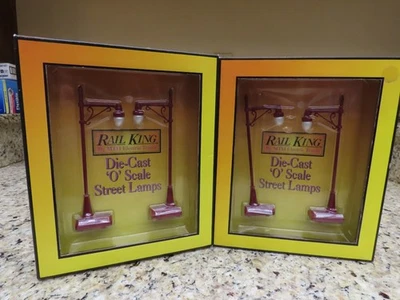 RAIL KING
Die-Cast
'O' Scale
Street Lamps
RAIL KING
Die-Cast
'O' Scale
Street Lamps